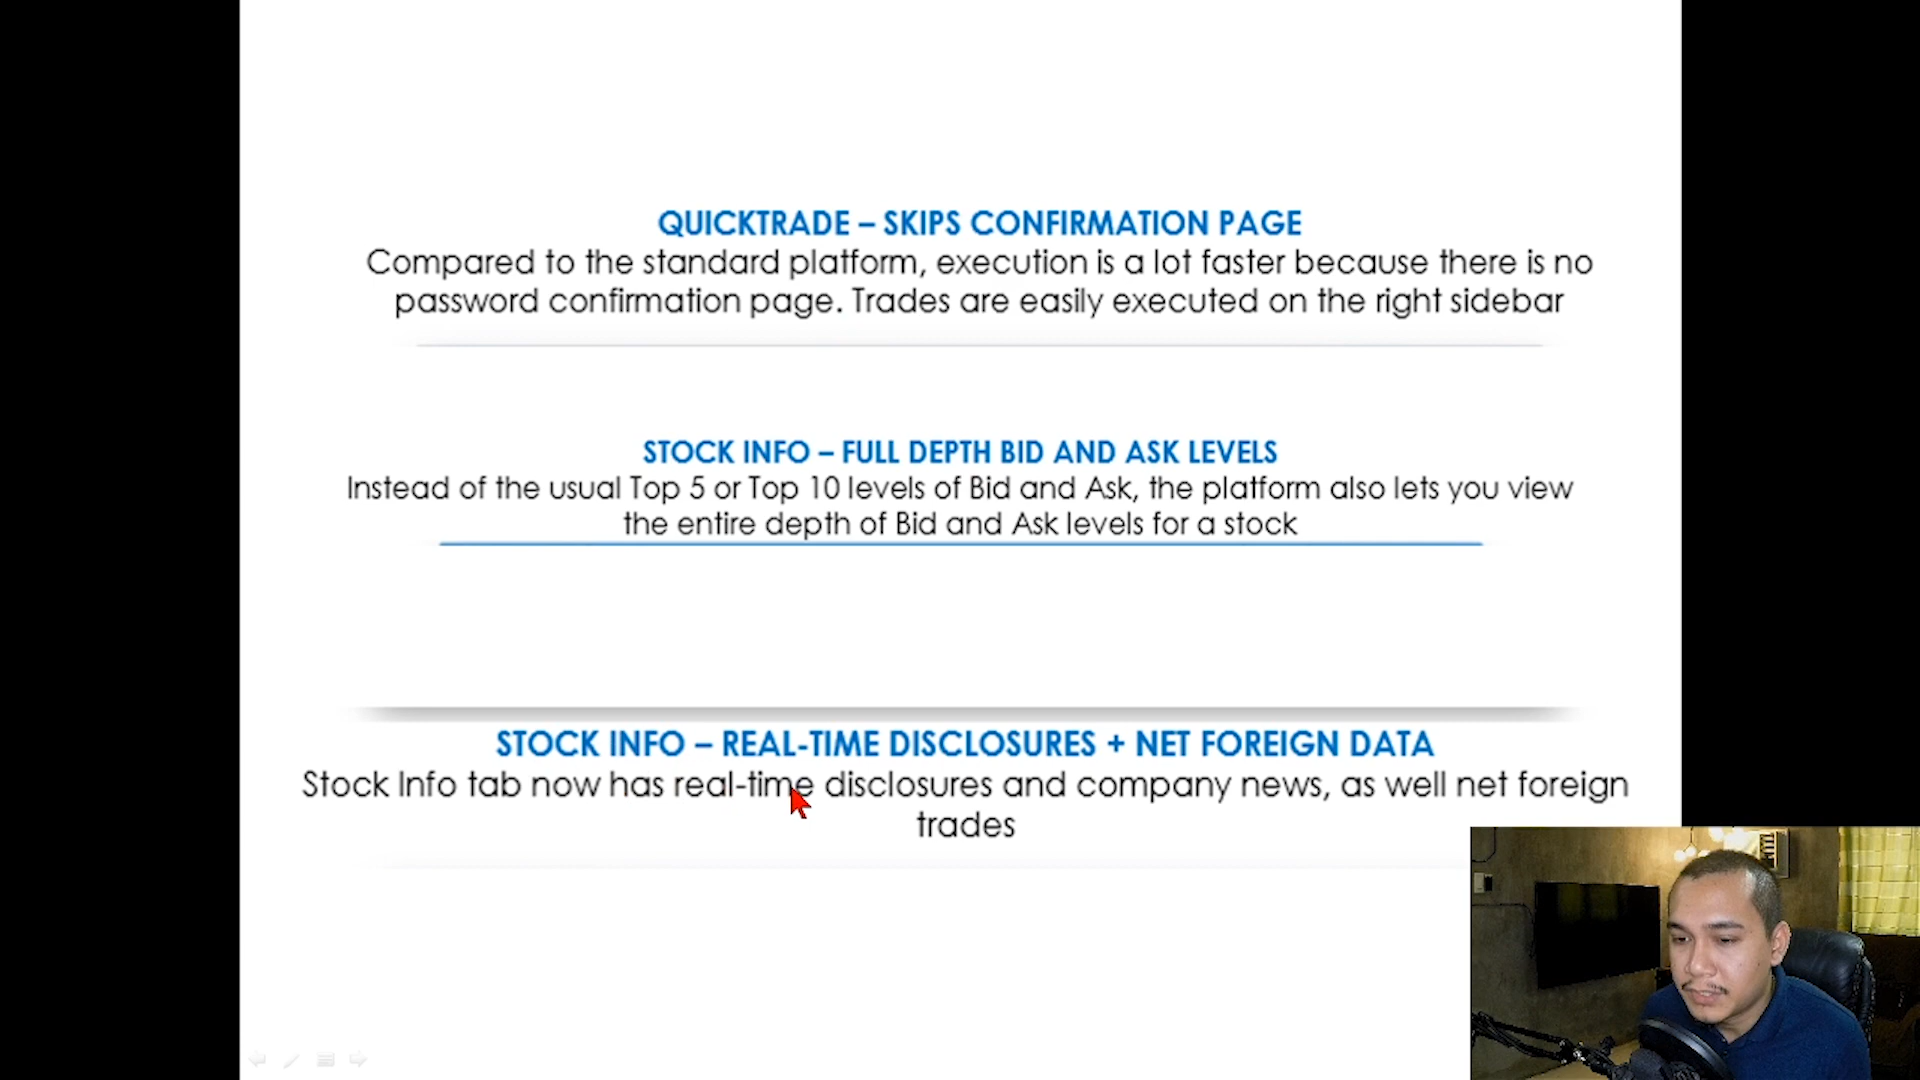 QUICKTRADE – SKIPS CONFIRMATION PAGE
Compared to the standard platform, execution is a lot faster because there is no
password confirmation page. Trades are easily executed on the right sidebar
STOCK INFO – FULL DEPTH BID AND ASK LEVELS
Instead of the usual Top 5 or Top 10 levels of Bid and Ask, the platform also lets you view
the entire depth of Bid and Ask levels for a stock
STOCK INFO – REAL-TIME DISCLOSURES + NET FOREIGN DATA
Stock Info tab now has real-time disclosures and company news, as well net foreign
trades